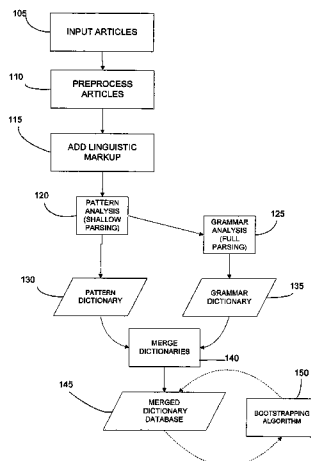 105
INPUT ARTICLES
110
PREPROCESS
ARTICLES
115
ADD LINGUISTIC
MARKUP
120
PATTERN
ANALYSIS
(SHALLOW
PARSING)
125
GRAMMAR
ANALYSIS
(FULL
PARSING)
130
PATTERN
DICTIONARY
GRAMMAR
DICTIONARY
135
MERGE
DICTIONARIES
140
145
MERGED
DICTIONARY
DATABASE
150
BOOTSTRAPPING
ALGORITHM